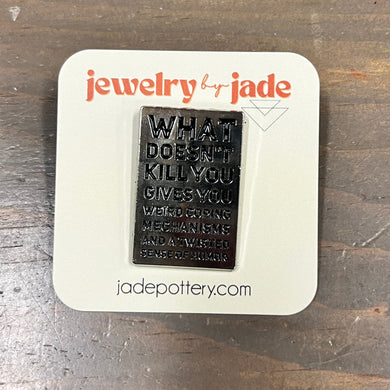 jewelry by jade
WHAT
DOESN'T
KILL YOU
GIVES YOU
WEIRD COPING
MECHANISMS
AND A TWISTED
SENSE OF HUMOR
jadepottery.com